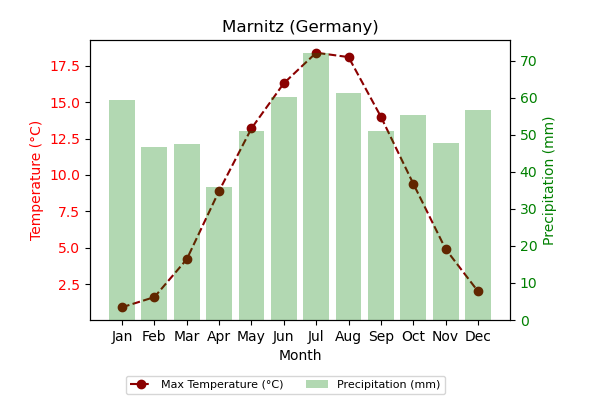 Marnitz (Germany)
17.5
15.0
12.5
10.0
7.5
5.0
2.5
Temperature (°C)
70
60
50
40
30
20
10
0
Precipitation (mm)
Jan Feb Mar Apr May Jun Jul Aug Sep Oct Nov Dec
Month
Max Temperature (°C) Precipitation (mm)